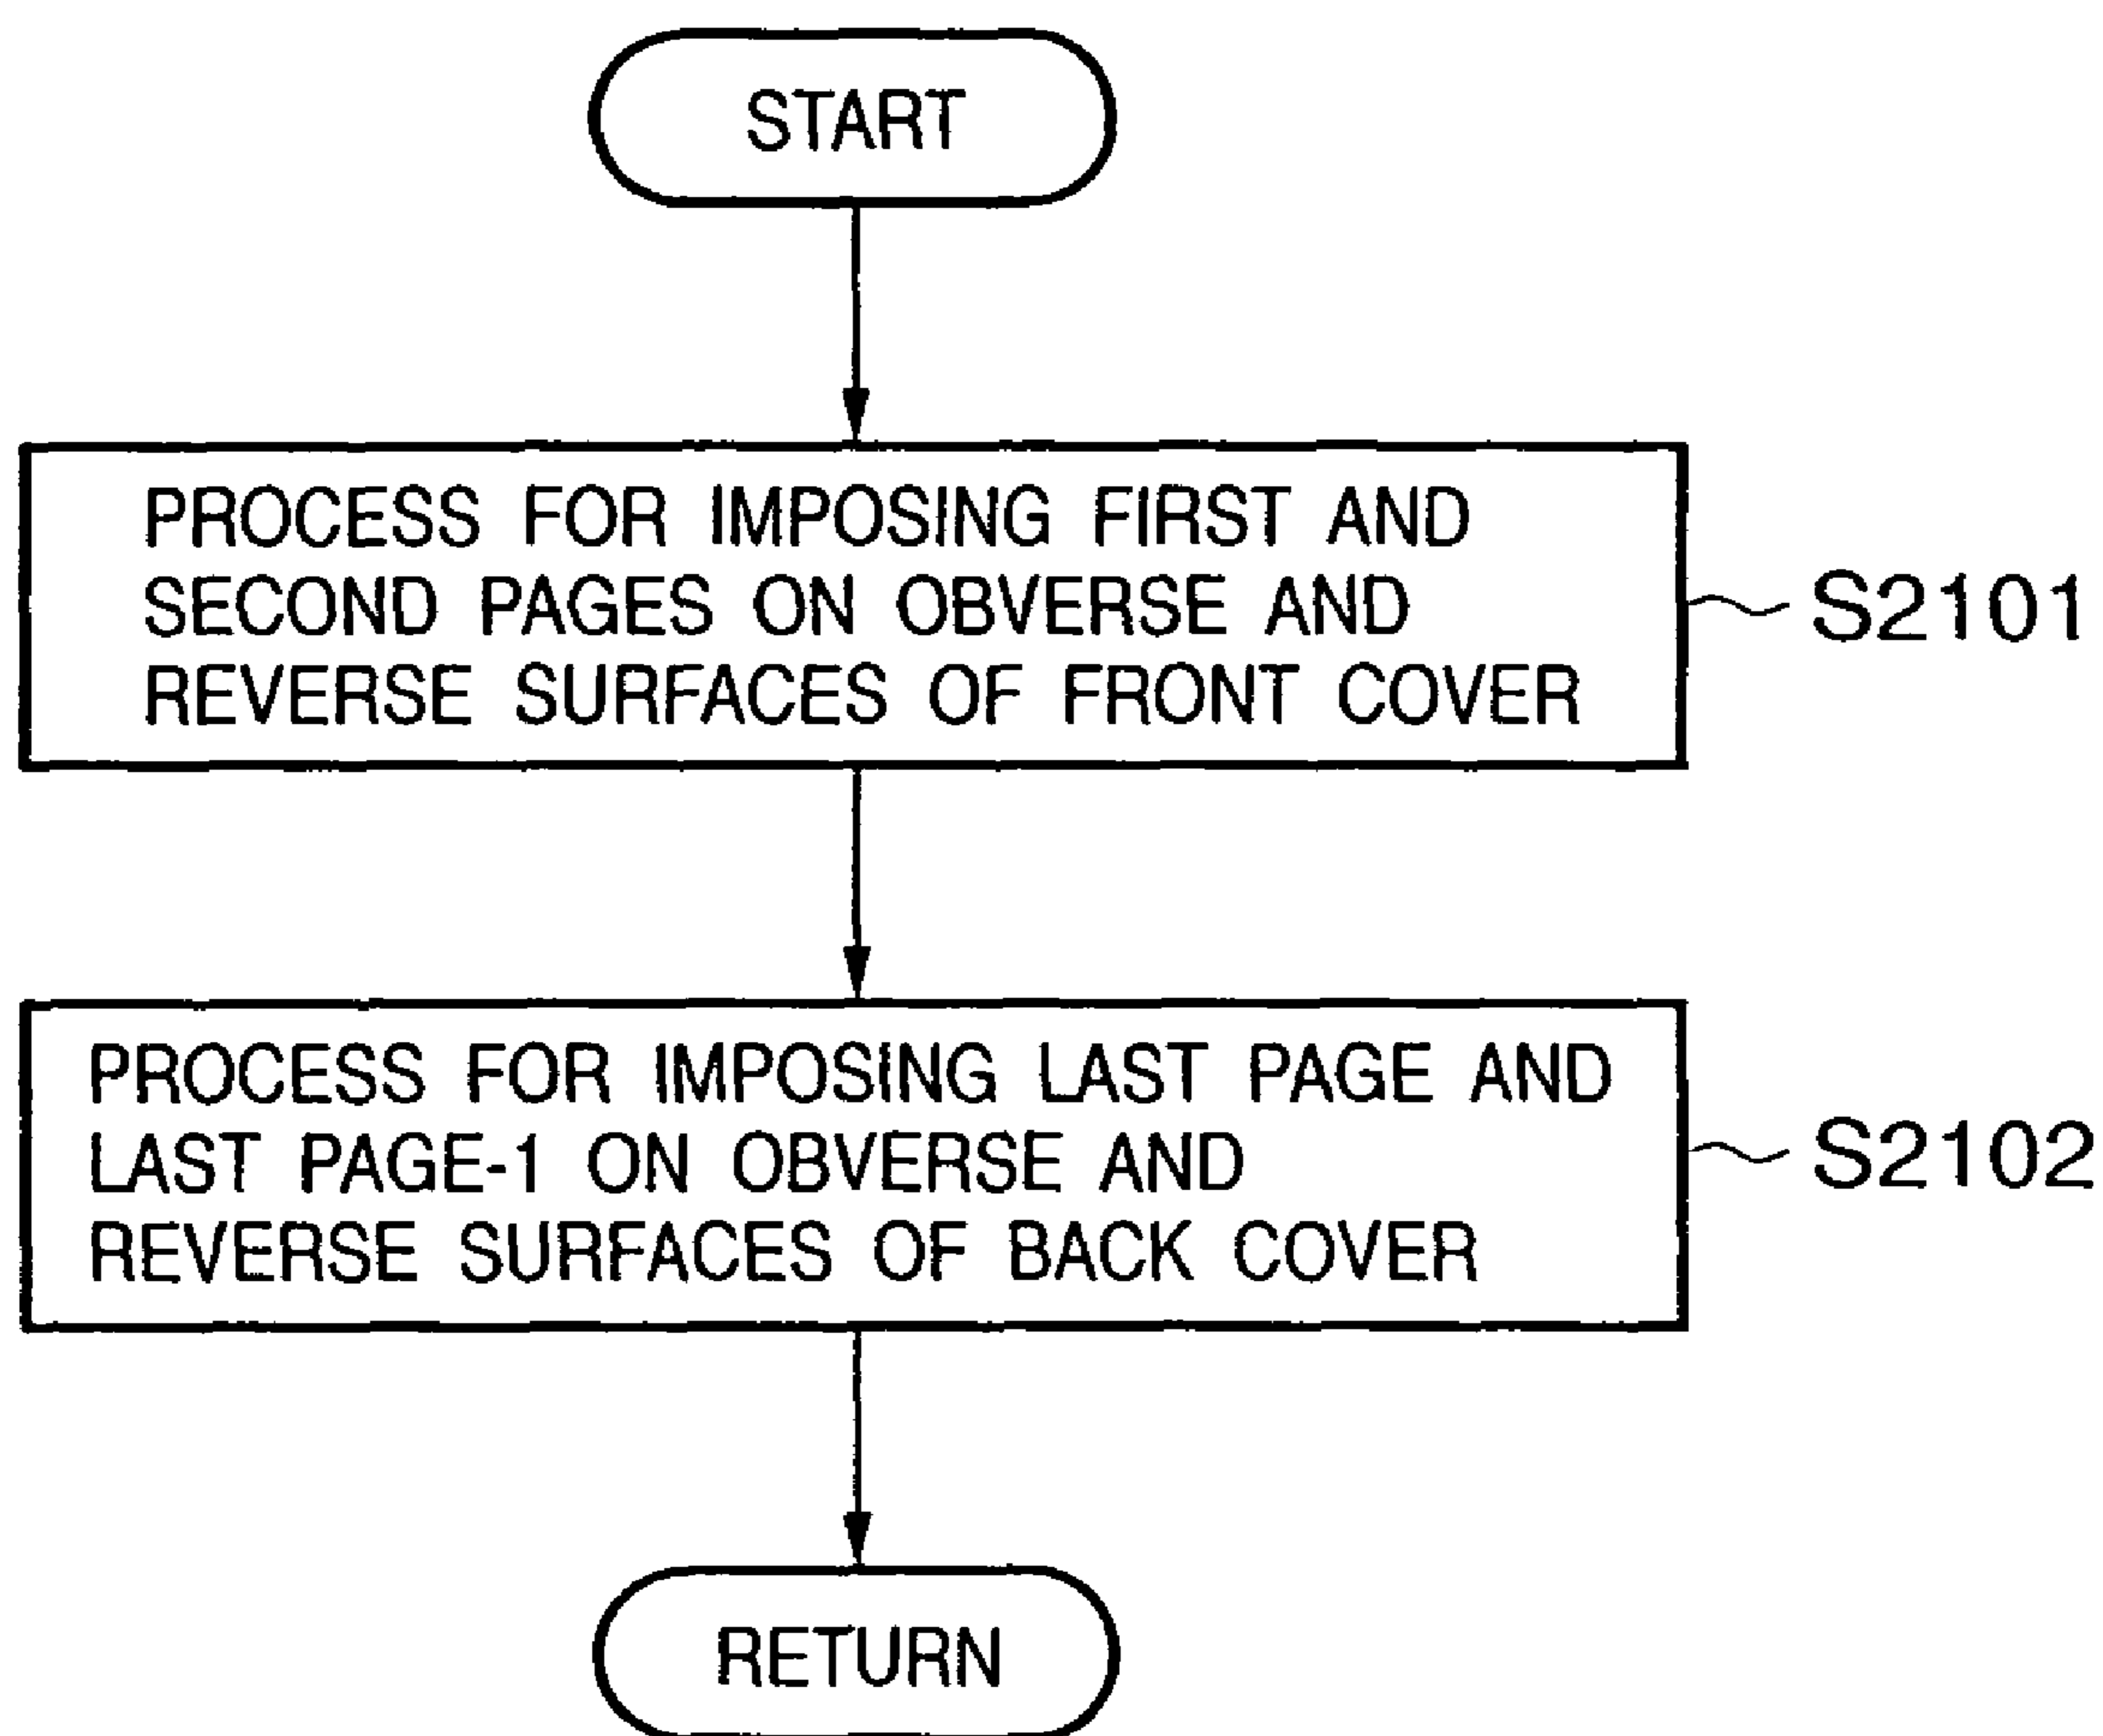 START
PROCESS FOR IMPOSING FIRST AND
SECOND PAGES ON OBVERSE AND
REVERSE SURFACES OF FRONT COVER
S2101
PROCESS FOR IMPOSING LAST PAGE AND
LAST PAGE-1 ON OBVERSE AND
REVERSE SURFACES OF BACK COVER
S2102
RETURN